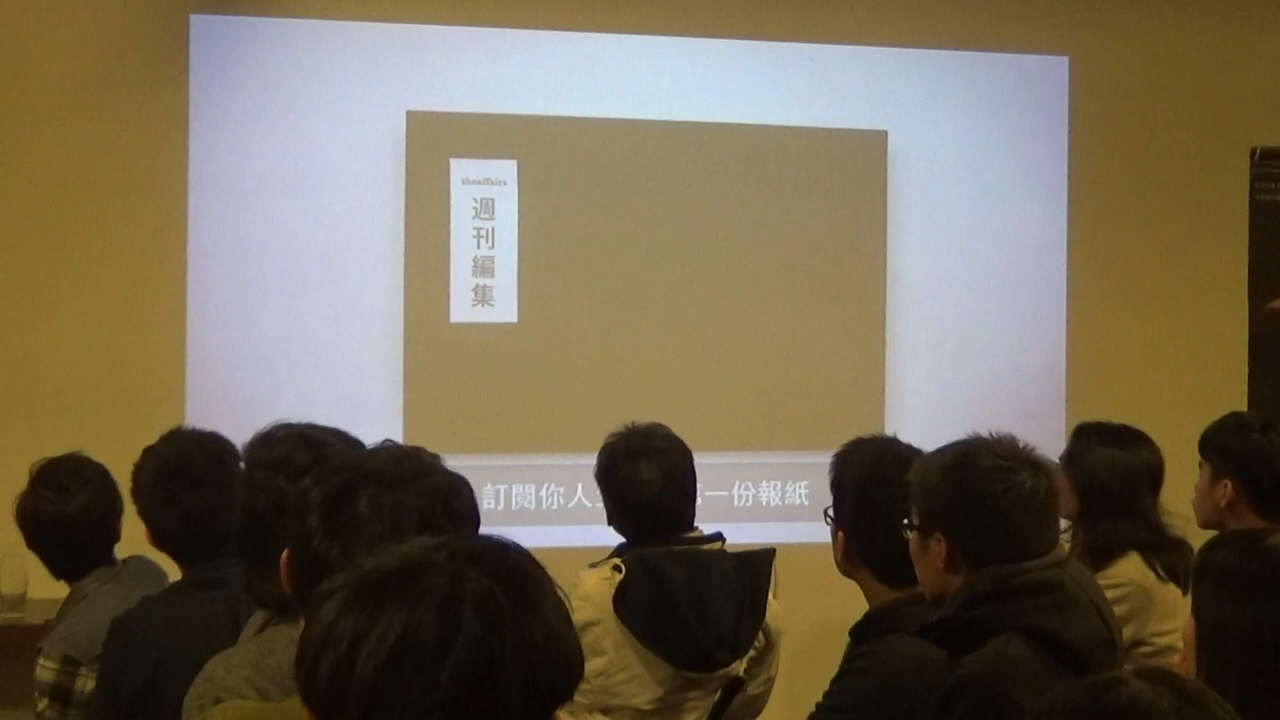 theaffairs
週刊編集
訂閱你人 一份報紙